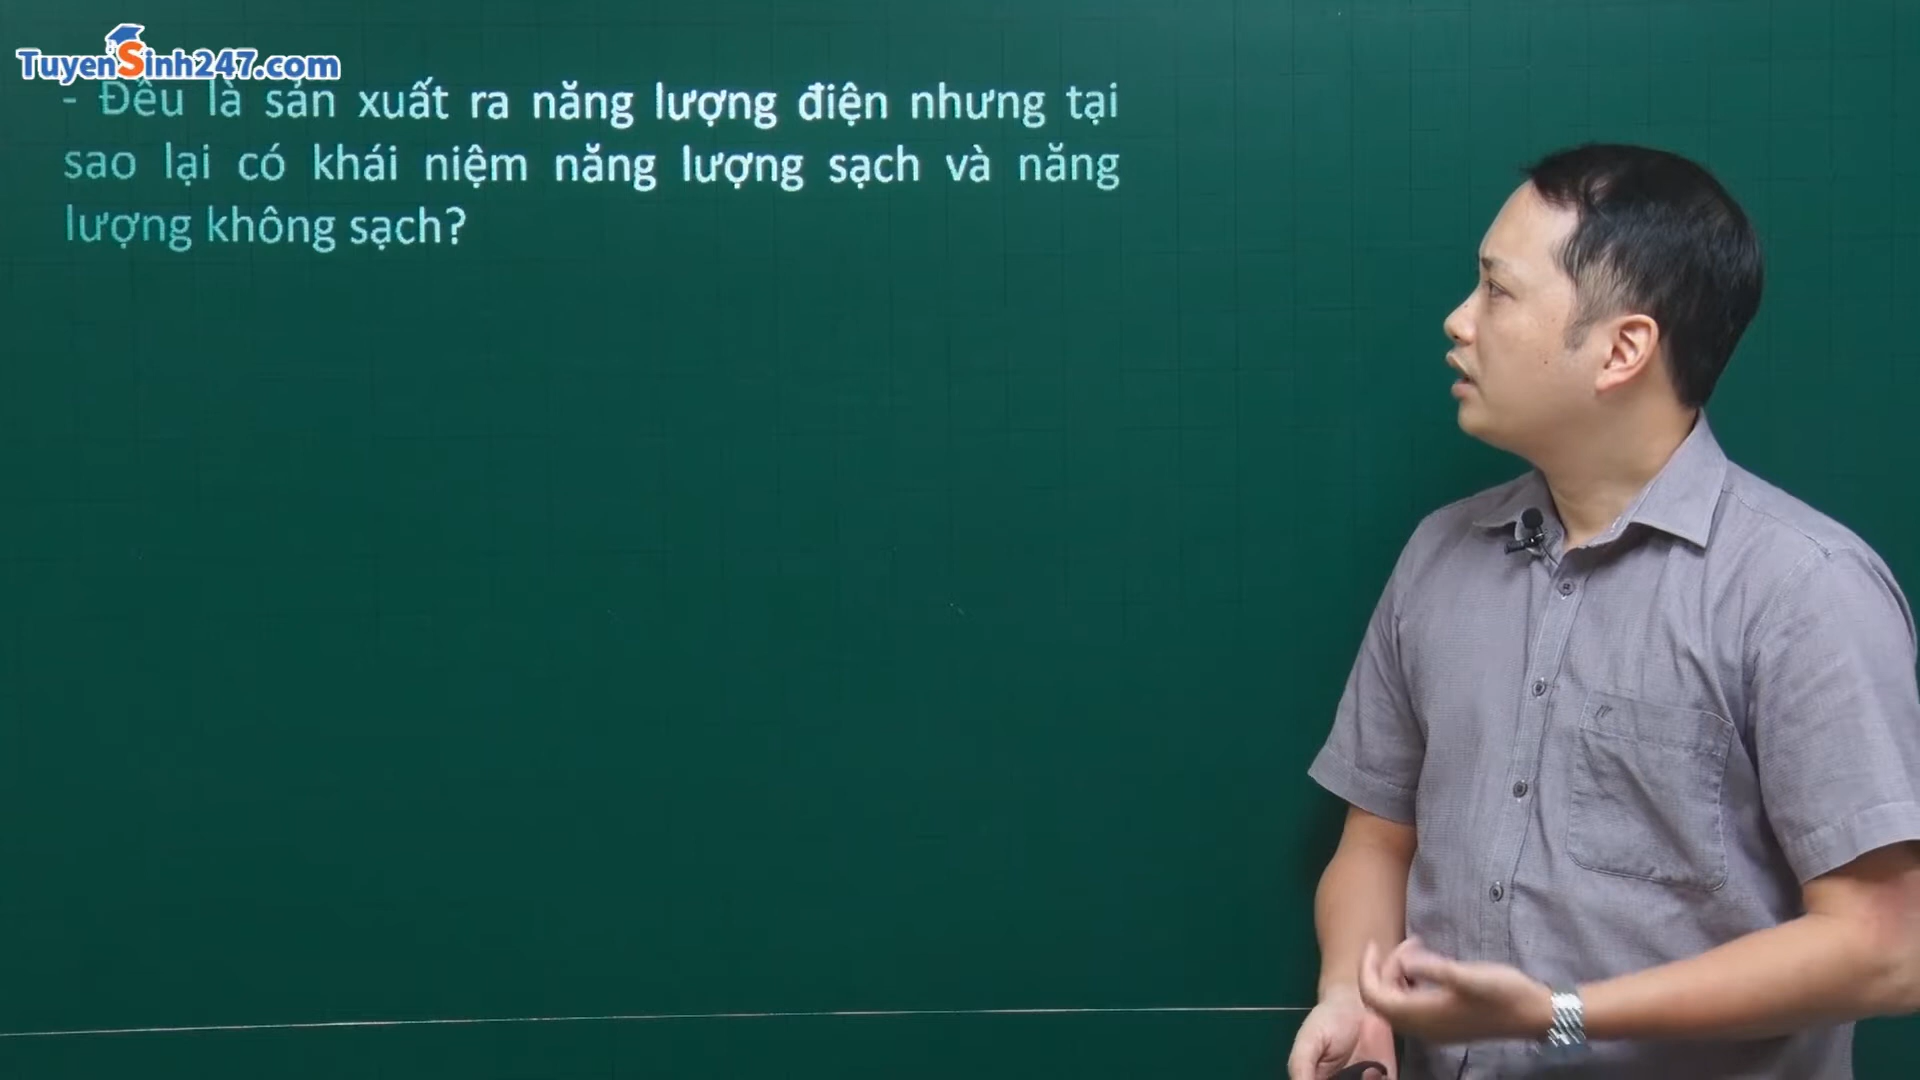 TuyenSinh247.com
- Đều là sản xuất ra năng lượng điện nhưng tại
sao lại có khái niệm năng lượng sạch và năng
lượng không sạch?